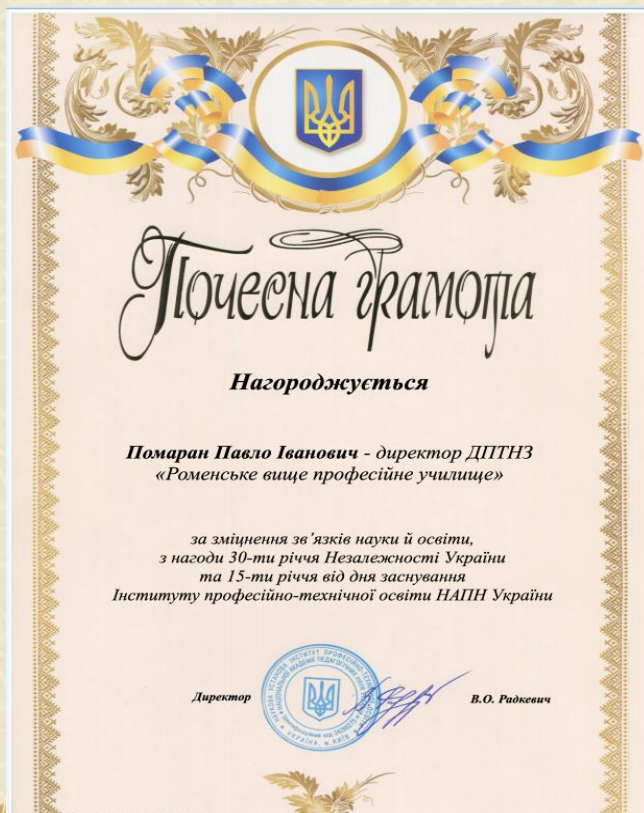 Почесна грамота
Нагороджується
Помаран Павло Іванович - директор ДПТНЗ
«Роменське вище професійне училище»
за зміцнення зв’язків науки й освіти,
з нагоди 30-ти річчя Незалежності України
та 15-ти річчя від дня заснування
Інституту професійно-технічної освіти НАПН України
Директор
В.О. Радкевич